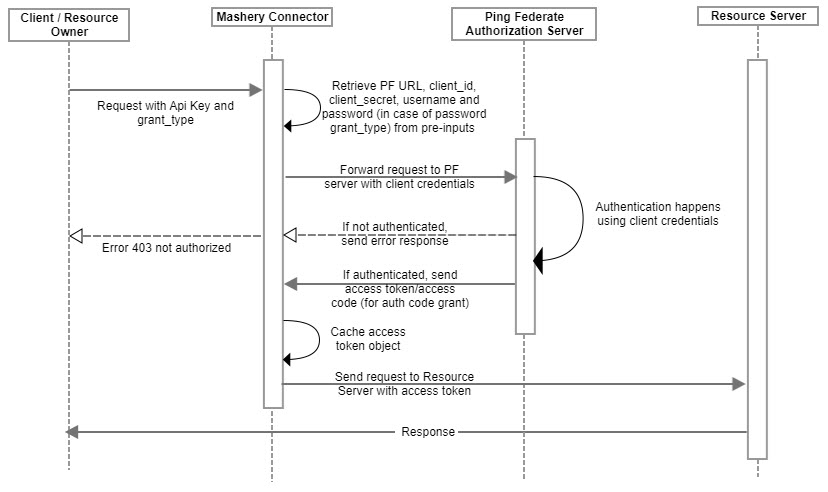 Client / Resource
Owner
Mashery Connector
Ping Federate
Authorization Server
Resource Server
Request with Api Key and
grant_type
Retrieve PF URL, client_id,
client_secret, username and
password (in case of password
grant_type) from pre-inputs
Forward request to PF
server with client credentials
Authentication happens
using client credentials
If not authenticated,
send error response
Error 403 not authorized
If authenticated, send
access token/access
code (for auth code grant)
Cache access
token object
Send request to Resource
Server with access token
Response